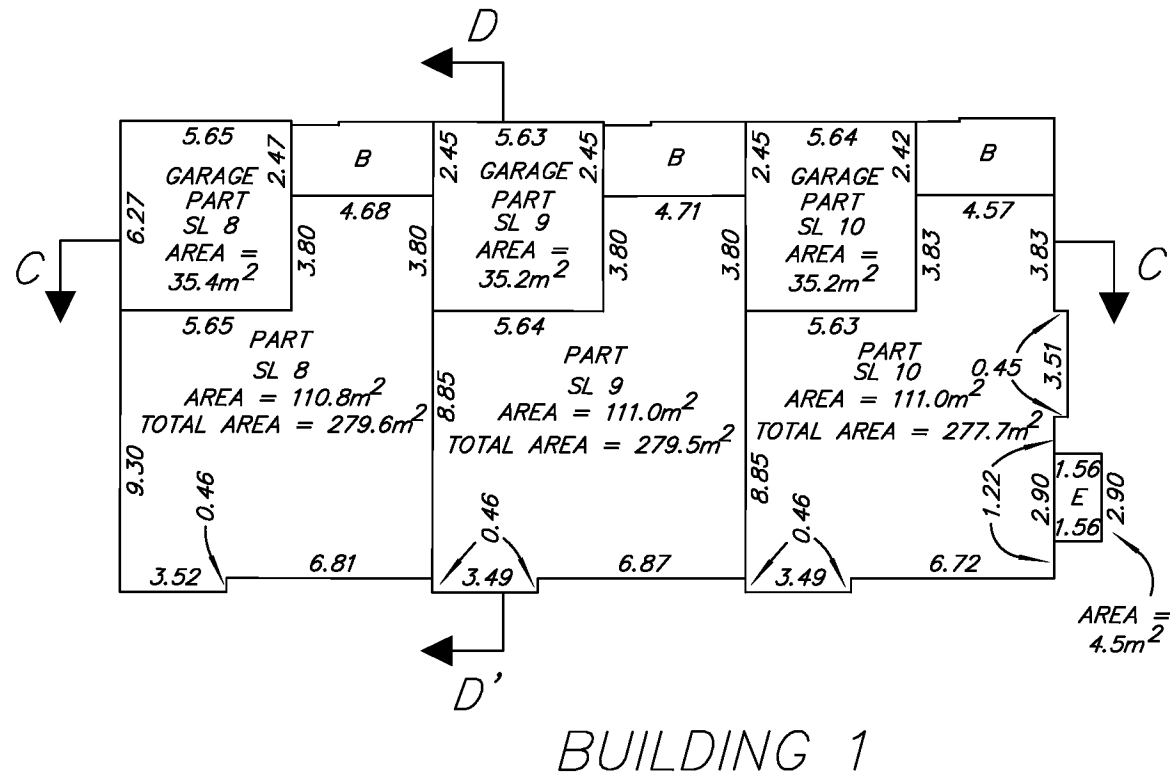 D
5.65
2.47
B
2.45
5.63
2.45
B
2.45
5.64
2.42
B
GARAGE
PART
SL 8
AREA =
35.4m²
6.27
4.68
3.80
3.80
GARAGE
PART
SL 9
AREA =
35.2m²
4.71
3.80
3.80
GARAGE
PART
SL 10
AREA =
35.2m²
4.57
3.83
3.83
C
C
5.65
PART
SL 8
AREA = 110.8m²
TOTAL AREA = 279.6m²
9.30
0.46
3.52
6.81
5.64
PART
SL 9
AREA = 111.0m²
TOTAL AREA = 279.5m²
8.85
0.46
3.49
6.87
5.63
PART
SL 10
AREA = 111.0m²
TOTAL AREA = 277.7m²
8.85
0.46
3.49
6.72
0.45
3.51
1.22
2.90
1.56
E
1.56
2.90
AREA =
4.5m²
D'
BUILDING 1